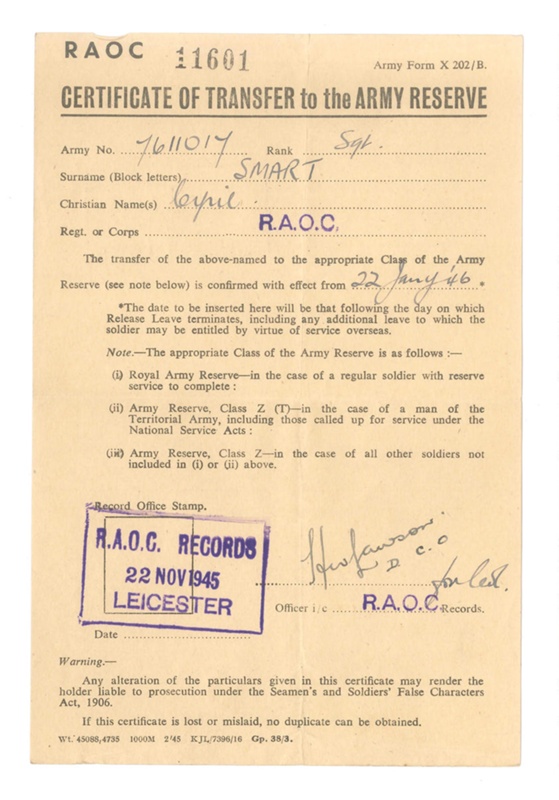 RAOC 11601 Army Form X 202/B.
CERTIFICATE OF TRANSFER to the ARMY RESERVE
Army No. 7611017 Rank Sgt.
Surname (Block letters) SMART
Christian Name(s) Cyril.
Regt. or Corps R.A.O.C.
The transfer of the above-named to the appropriate Class of the Army
Reserve (see note below) is confirmed with effect from 22 Jany '46 *
*The date to be inserted here will be that following the day on which
Release Leave terminates, including any additional leave to which the
soldier may be entitled by virtue of service overseas.
Note.—The appropriate Class of the Army Reserve is as follows :—
(i) Royal Army Reserve—in the case of a regular soldier with reserve
service to complete :
(ii) Army Reserve, Class Z (T)—in the case of a man of the
Territorial Army, including those called up for service under the
National Service Acts :
(iii) Army Reserve, Class Z—in the case of all other soldiers not
included in (i) or (ii) above.
Record Office Stamp.
R.A.O.C. RECORDS
22 NOV 1945
LEICESTER
Officer i/c R.A.O.C. Records.
Date
Warning.—
Any alteration of the particulars given in this certificate may render the
holder liable to prosecution under the Seamen's and Soldiers' False Characters
Act, 1906.
If this certificate is lost or mislaid, no duplicate can be obtained.
Wt. 45088/4735 1000M 2/45 KJL/7396/16 Gp. 38/3.